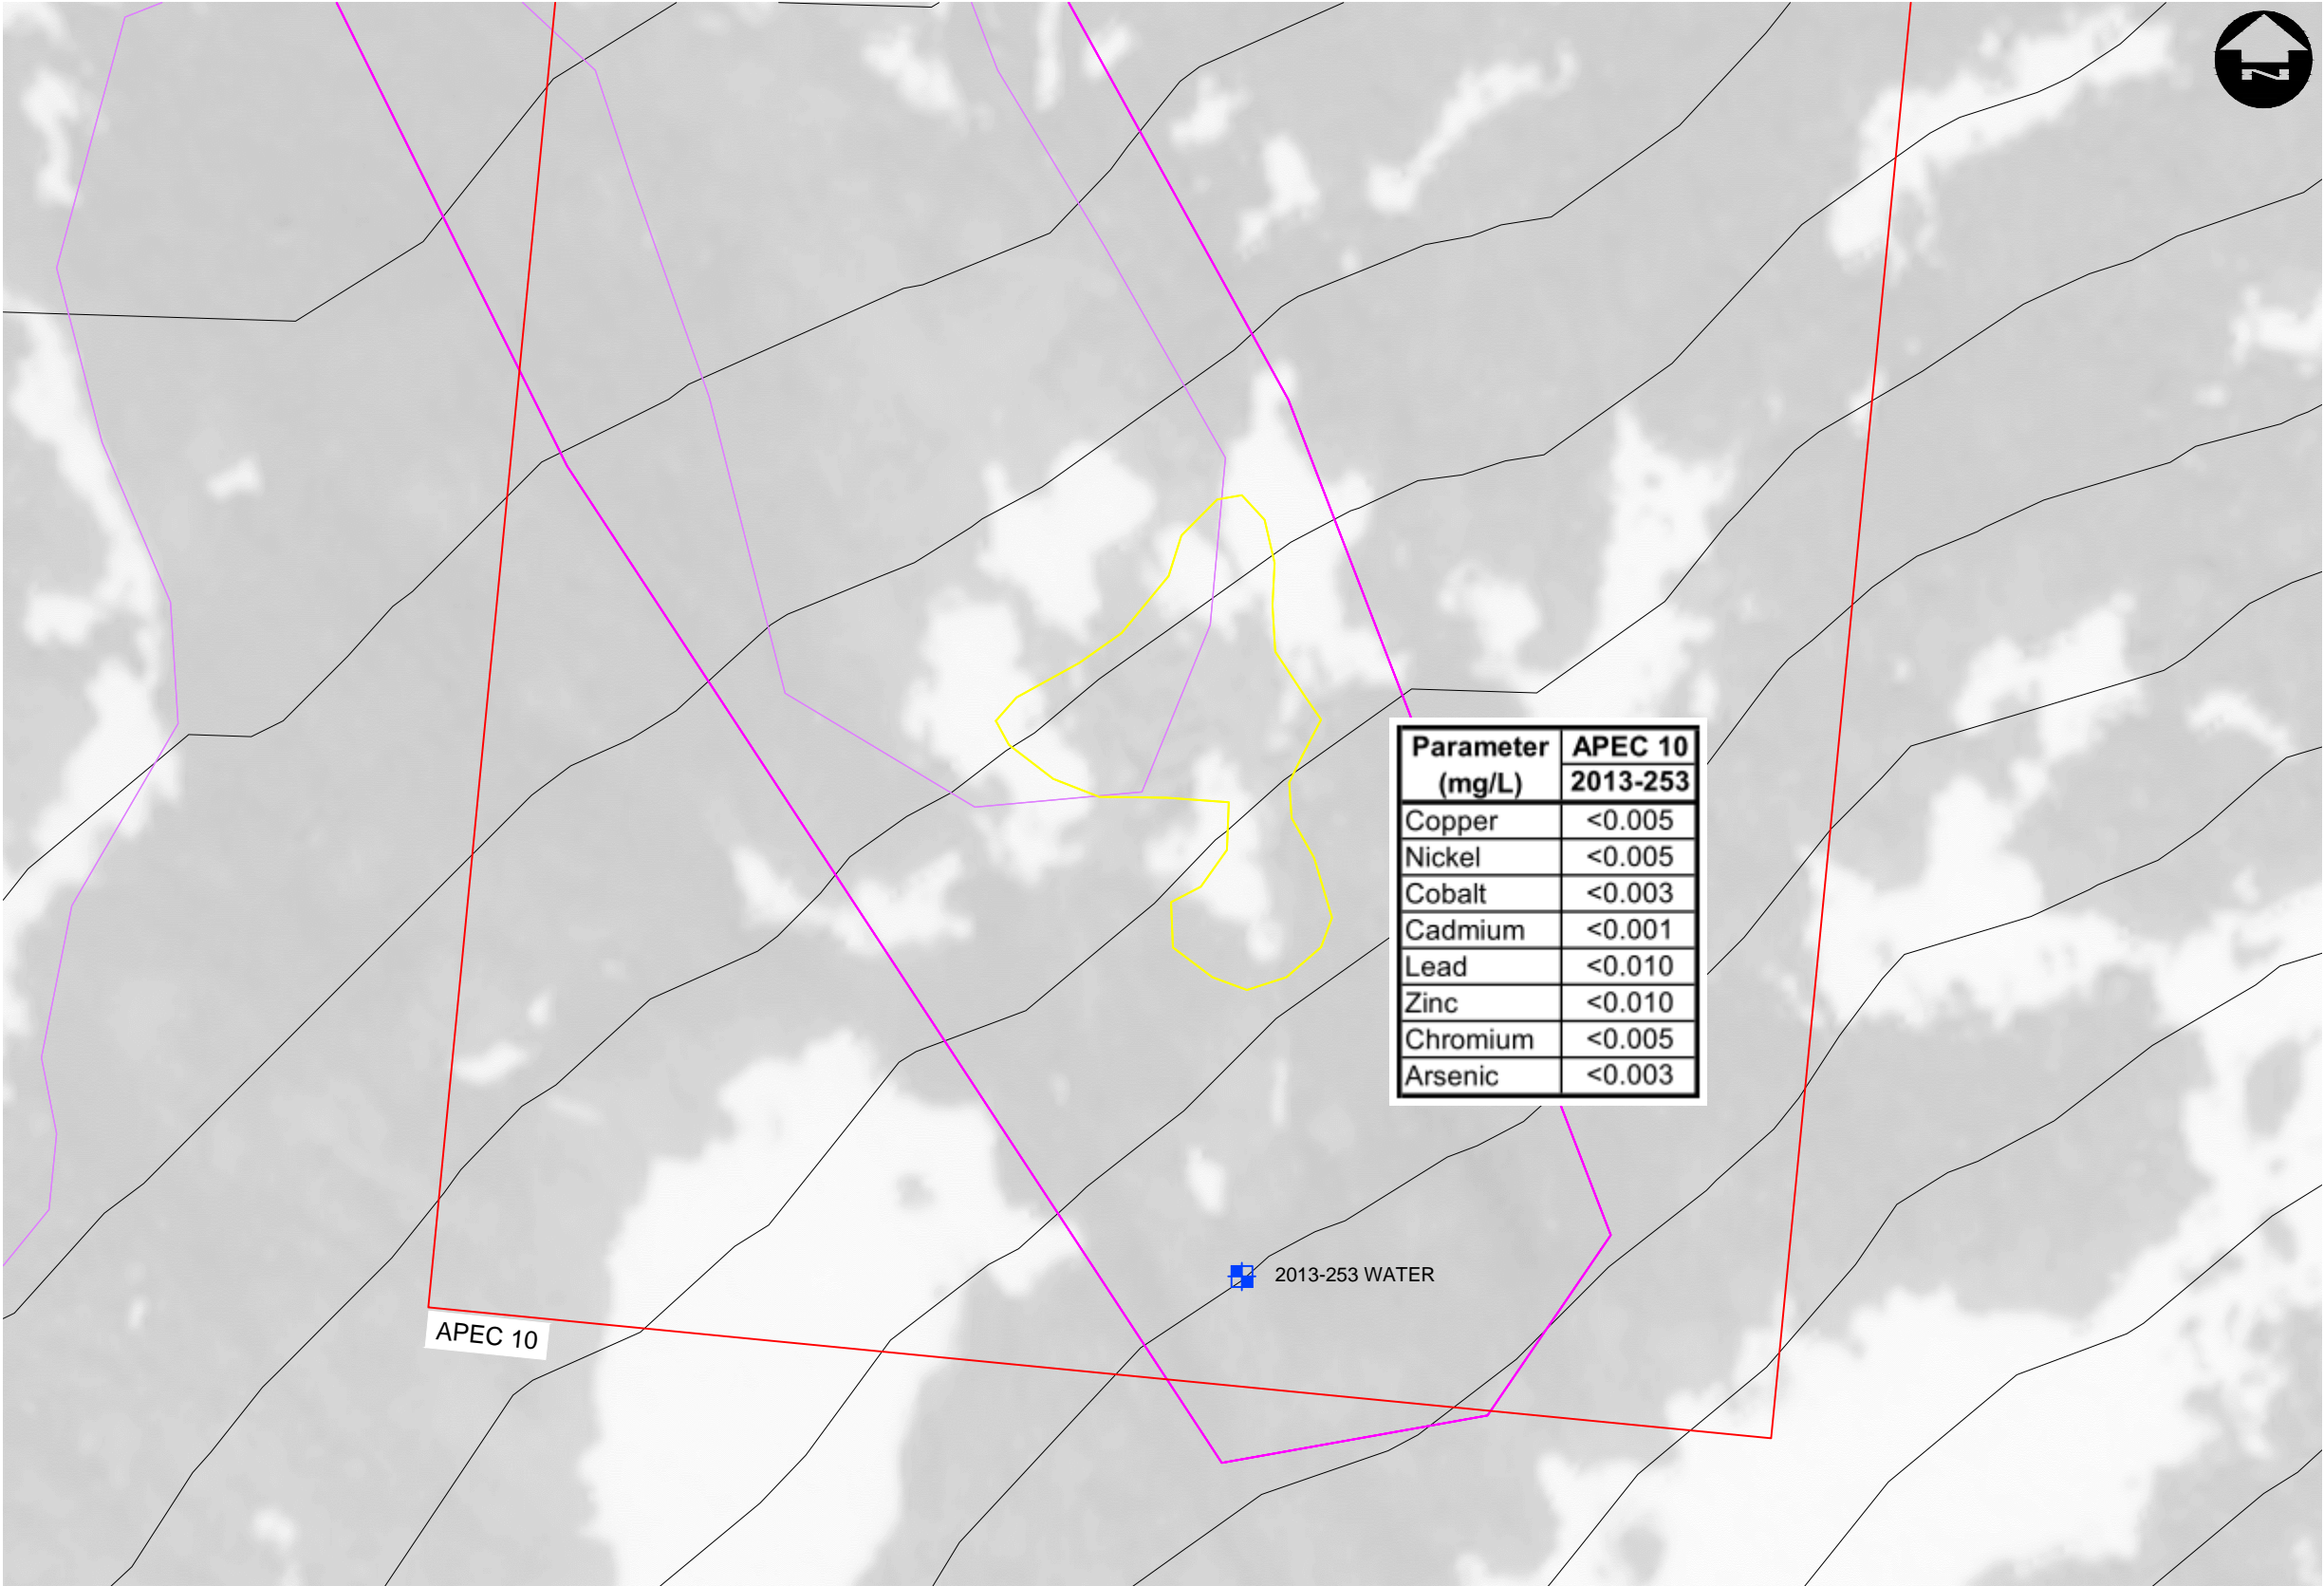 Parameter APEC 10
(mg/L) 2013-253
Copper <0.005
Nickel <0.005
Cobalt <0.003
Cadmium <0.001
Lead <0.010
Zinc <0.010
Chromium <0.005
Arsenic <0.003
2013-253 WATER
APEC 10